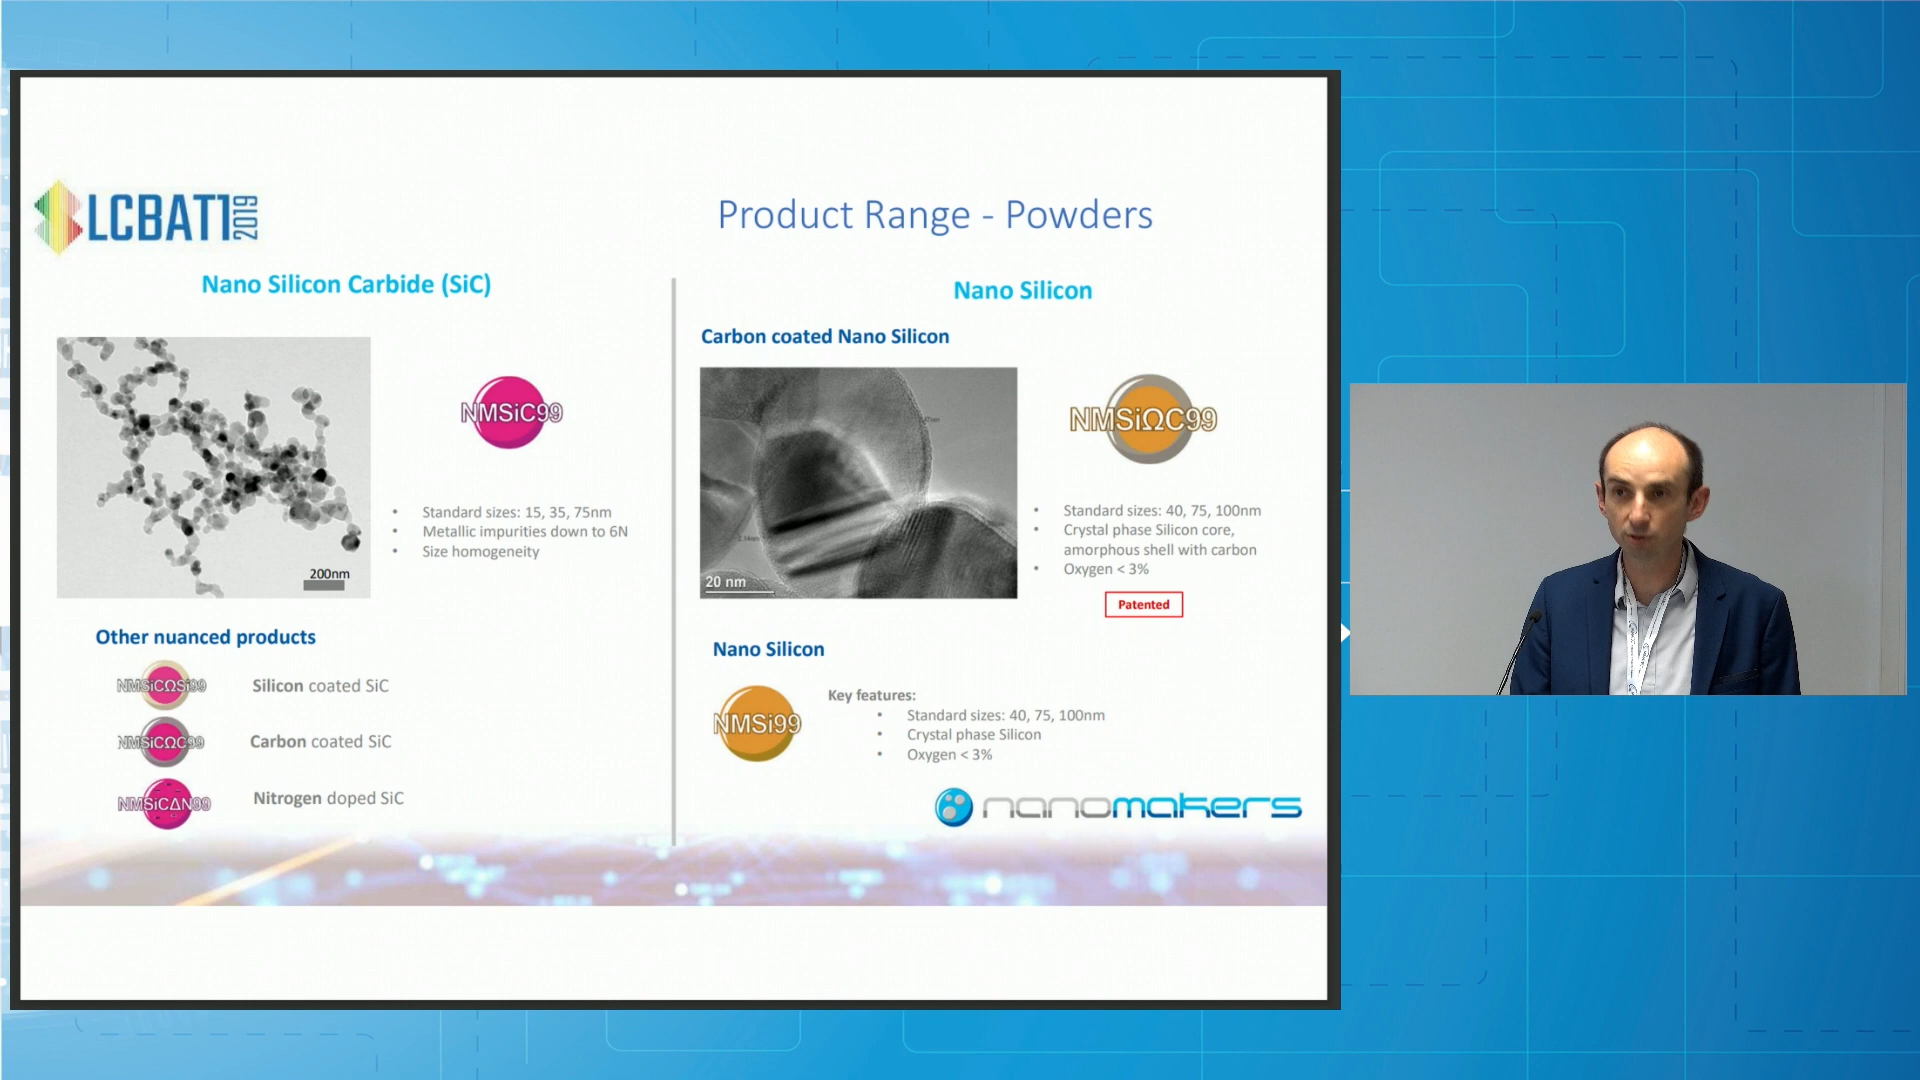 LCBAT1 2019
Product Range - Powders
Nano Silicon Carbide (SiC)
200nm
NMSiC99
• Standard sizes: 15, 35, 75nm
• Metallic impurities down to 6N
• Size homogeneity
Other nuanced products
NMSiCΩSi99
Silicon coated SiC
NMSiCΩC99
Carbon coated SiC
NMSiCΔN99
Nitrogen doped SiC
Nano Silicon
Carbon coated Nano Silicon
20 nm
NMSiΩC99
• Standard sizes: 40, 75, 100nm
• Crystal phase Silicon core,
amorphous shell with carbon
• Oxygen < 3%
Patented
Nano Silicon
NMSi99
Key features:
• Standard sizes: 40, 75, 100nm
• Crystal phase Silicon
• Oxygen < 3%
nanomakers